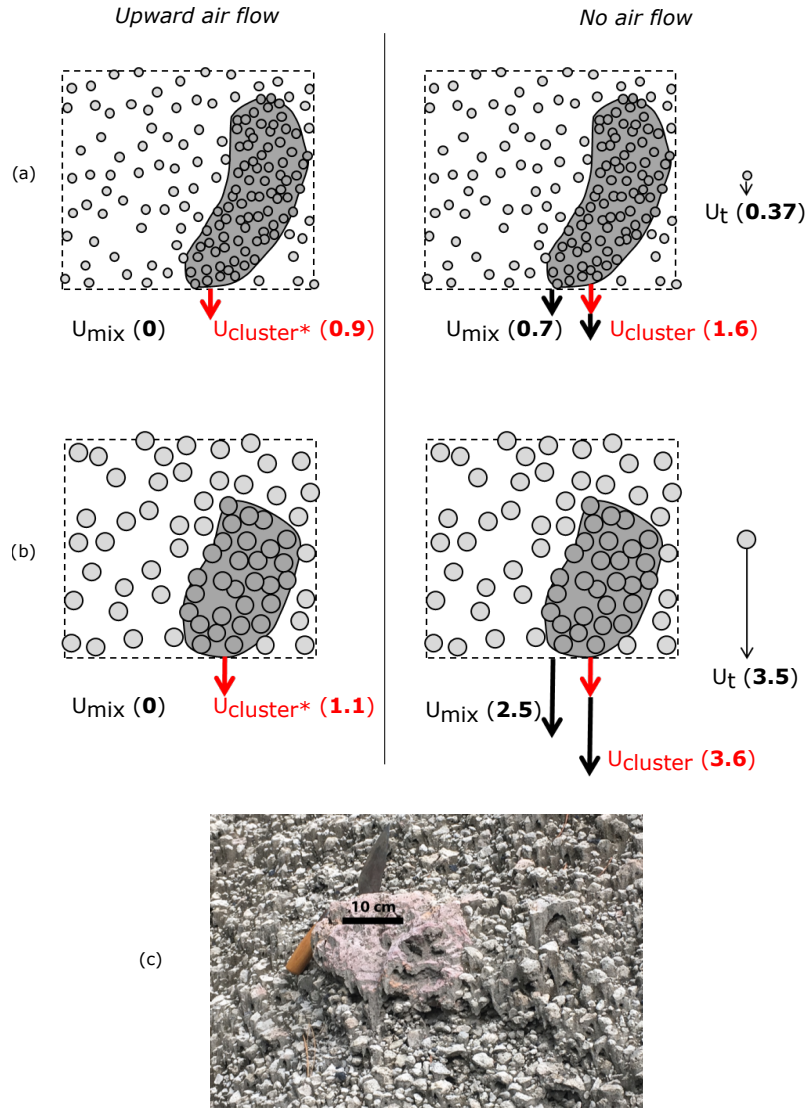 Upward air flow
No air flow
(a)
Ut (0.37)
Umix (0)
Ucluster* (0.9)
Umix (0.7)
Ucluster (1.6)
(b)
Ut (3.5)
Umix (0)
Ucluster* (1.1)
Umix (2.5)
Ucluster (3.6)
10 cm
(c)